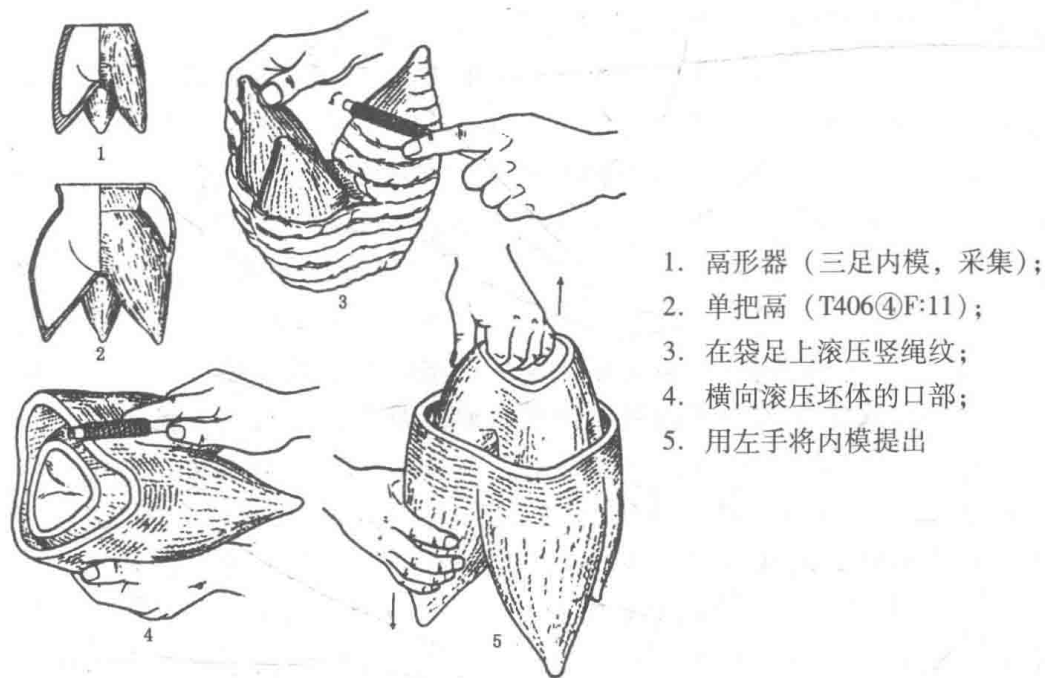 1
2
3
4
5
1. 鬲形器（三足内模，采集）；
2. 单把鬲（T406④F:11）；
3. 在袋足上滚压竖绳纹；
4. 横向滚压坯体的口部；
5. 用左手将内模提出